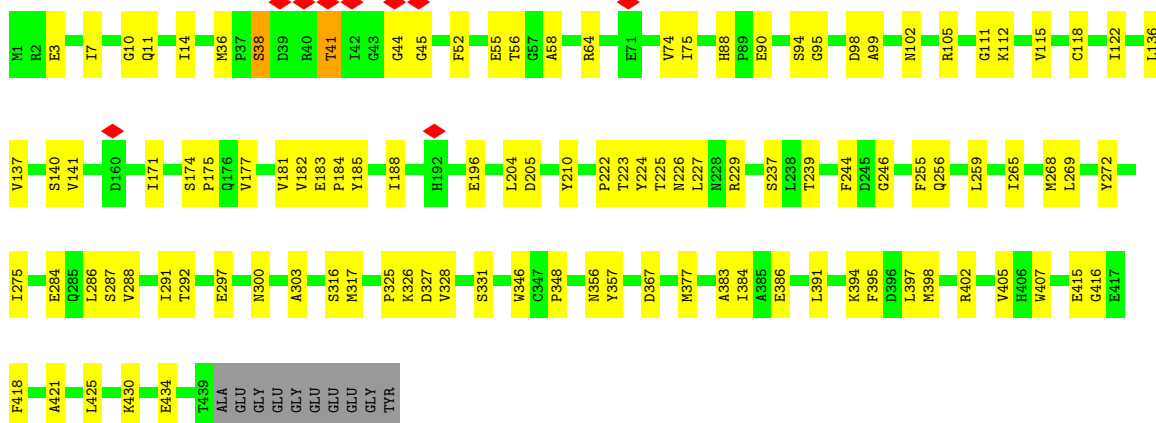 M1 R2 E3 I7 G10 Q11 I14 M36 P37 S38 D39 R40 T41 I42 G43 G44 G45 F52 E55 T56 G57 A58 R64 E71 V74 I75 H88 P89 E90 S94 G95 D98 A99 N102 R105 G111 K112 V115 C118 I122 L136
V137 S140 V141 D160 I171 S174 P175 Q176 V177 V181 V182 E183 P184 Y185 I188 H192 E196 L204 D205 Y210 P222 T223 Y224 T225 N226 L227 N228 R229 S237 L238 T239 F244 D245 G246 F255 Q256 L259 I265 M268 L269 Y272
I275 E284 Q285 L286 S287 V288 I291 T292 E297 N300 A303 S316 M317 P325 K326 D327 V328 S331 W346 C347 P348 N356 Y357 D367 M377 A383 I384 A385 E386 L391 K394 F395 D396 L397 M398 R402 V405 H406 W407 E415 G416 E417
F418 A421 L425 K430 E434 T439 ALA GLU GLY GLU GLY GLU GLU GLU GLY TYR